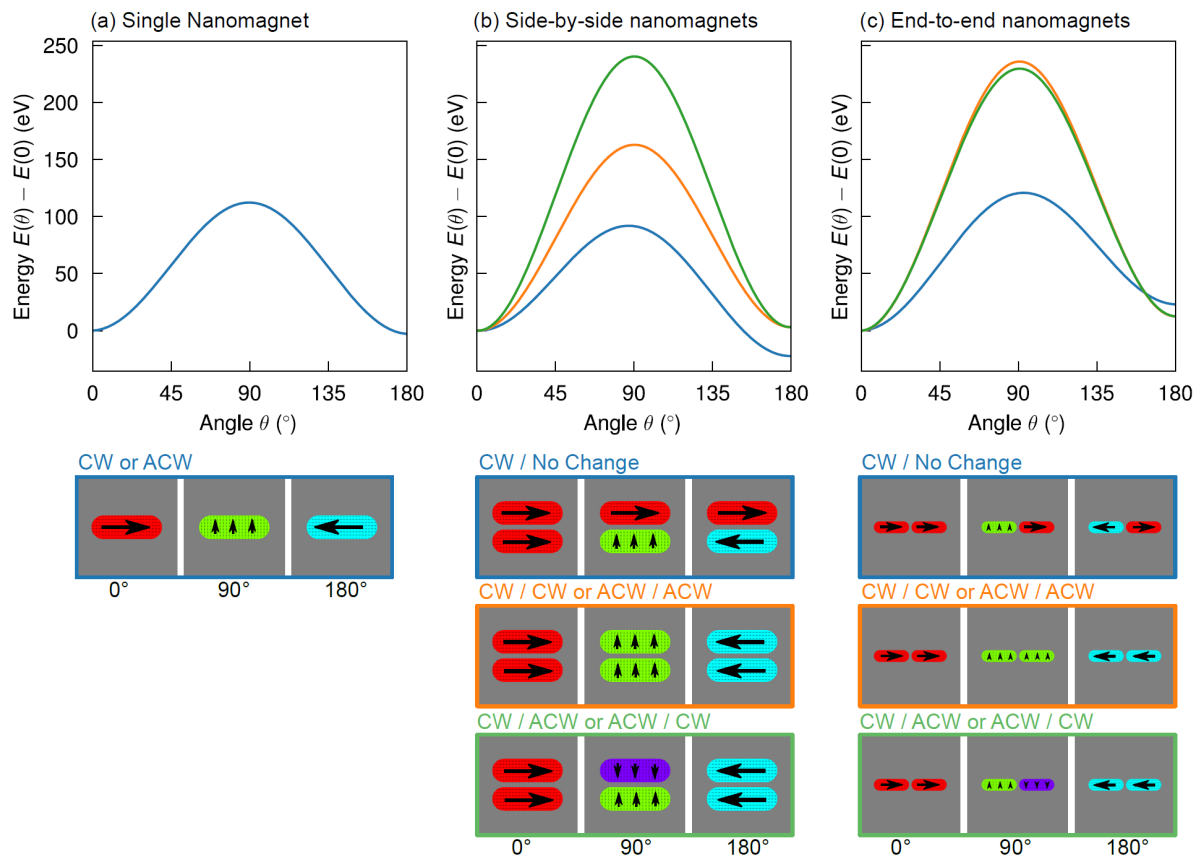 (a) Single Nanomagnet
(b) Side-by-side nanomagnets
(c) End-to-end nanomagnets
Energy E(θ) − E(0) (eV)
250
200
150
100
50
0
0 45 90 135 180
Angle θ (°)
Energy E(θ) − E(0) (eV)
0 45 90 135 180
Angle θ (°)
Energy E(θ) − E(0) (eV)
0 45 90 135 180
Angle θ (°)
CW or ACW
0° 90° 180°
CW / No Change
CW / CW or ACW / ACW
CW / ACW or ACW / CW
0° 90° 180°
CW / No Change
CW / CW or ACW / ACW
CW / ACW or ACW / CW
0° 90° 180°